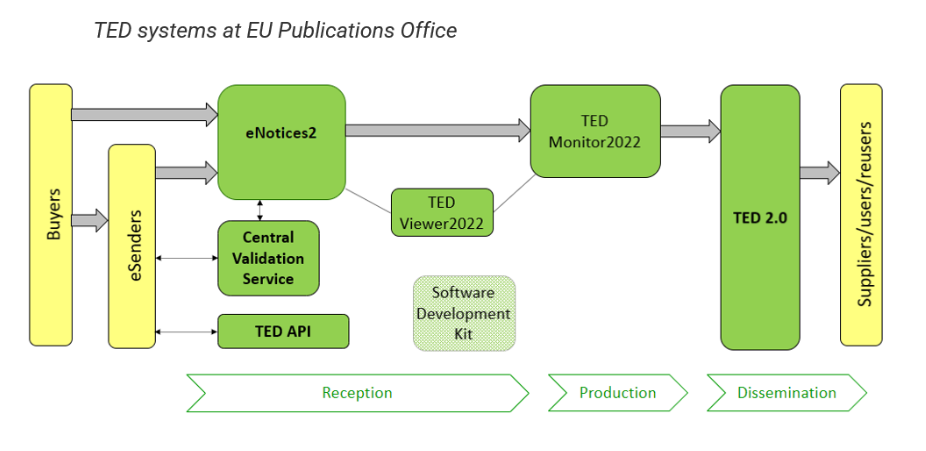 TED systems at EU Publications Office
Buyers
eSenders
eNotices2
Central
Validation
Service
TED API
TED
Viewer2022
Software
Development
Kit
TED
Monitor2022
TED 2.0
Suppliers/users/reusers
Reception
Production
Dissemination